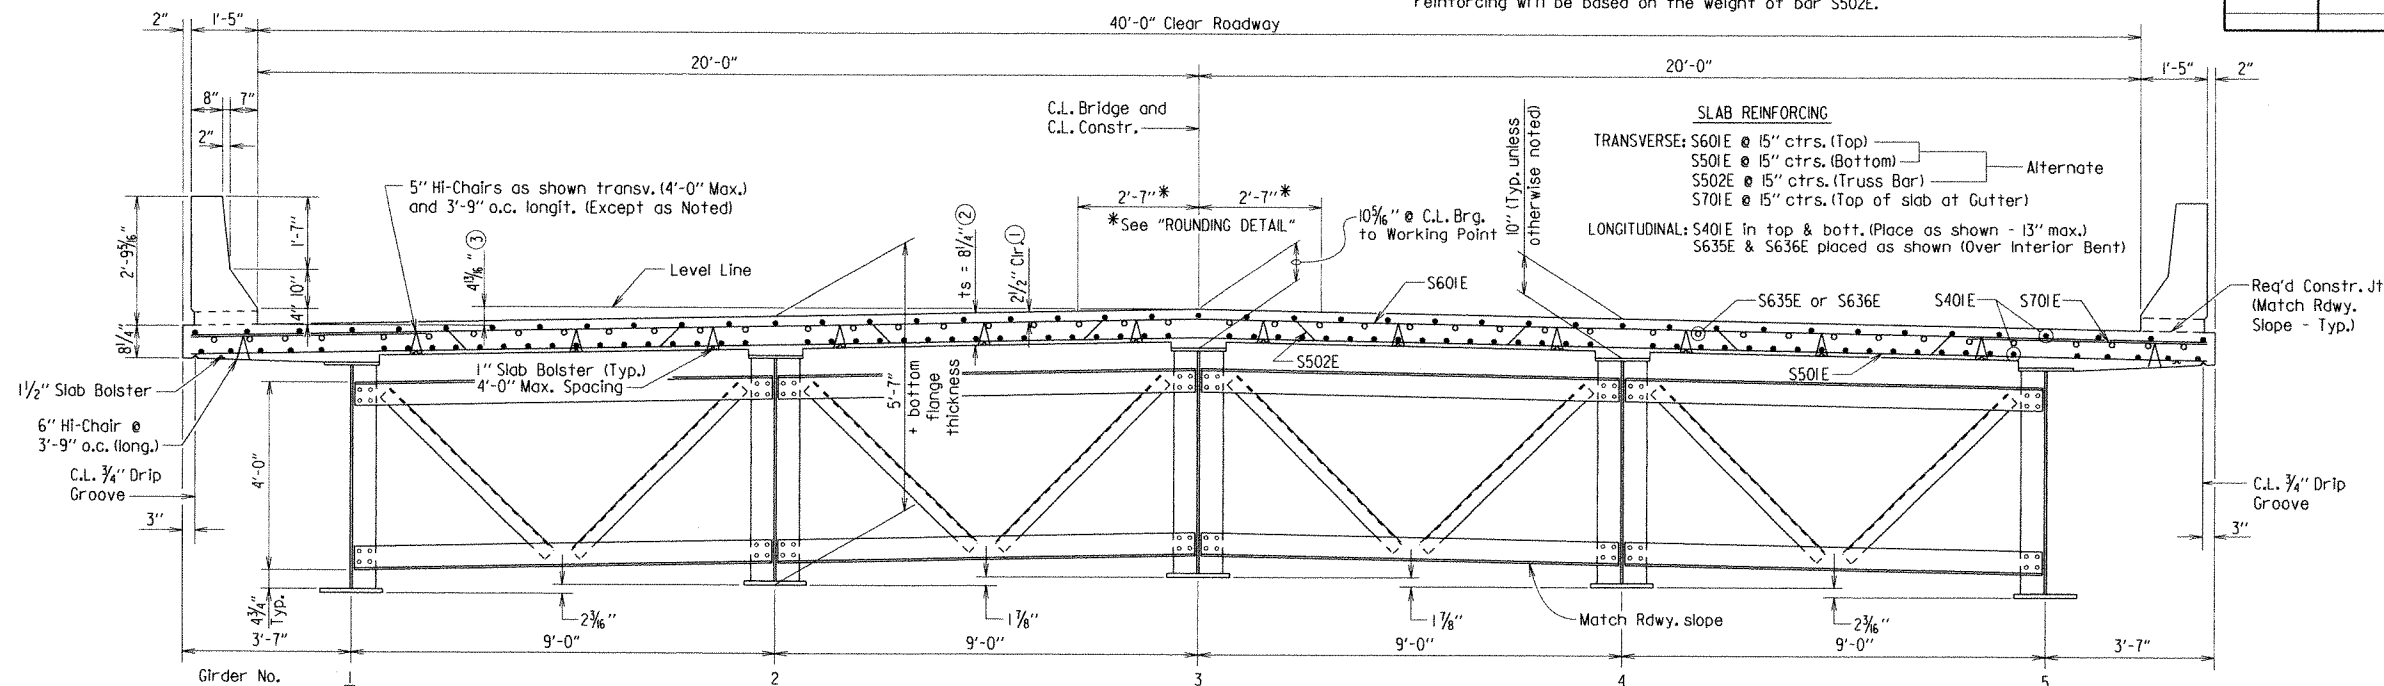 reinforcing will be based on the weight of bar S502E.
2" 1'-5" 40'-0" Clear Roadway
20'-0" 20'-0" 1'-5" 2"
8" 7"
2"
C.L. Bridge and
C.L. Constr.
10" (Typ. unless
otherwise noted)
SLAB REINFORCING
TRANSVERSE: S601E @ 15" ctrs. (Top)
S501E @ 15" ctrs. (Bottom)
S502E @ 15" ctrs. (Truss Bar)
Alternate
S701E @ 15" ctrs. (Top of slab at Gutter)
LONGITUDINAL: S401E in top & bott. (Place as shown - 13" max.)
S635E & S636E placed as shown (Over Interior Bent)
5" Hi-Chairs as shown transv. (4'-0" Max.)
and 3'-9" o.c. longit. (Except as Noted)
2'-7"* 2'-7"*
*See "ROUNDING DETAIL"
10 5/16" @ C.L. Brg.
to Working Point
2'-9 5/16"
1'-7"
10"
4"
8 1/4"
4 13/16" ③
Level Line
ts = 8 1/4" ②
2 1/2" Clr. ①
S601E
S635E or S636E
S401E
S701E
Req'd Constr. Jt
(Match Rdwy.
Slope - Typ.)
1 1/2" Slab Bolster
1" Slab Bolster (Typ.)
4'-0" Max. Spacing
S502E
S501E
6" Hi-Chair @
3'-9" o.c. (long.)
5'-7"
+ bottom
flange
thickness
C.L. 3/4" Drip
Groove
4'-0"
C.L. 3/4" Drip
Groove
3" 3"
4 3/4"
Typ.
2 3/16" 1 7/8" 1 7/8" Match Rdwy. slope 2 3/16"
3'-7" 9'-0" 9'-0" 9'-0" 9'-0" 3'-7"
Girder No. 1 2 3 4 5